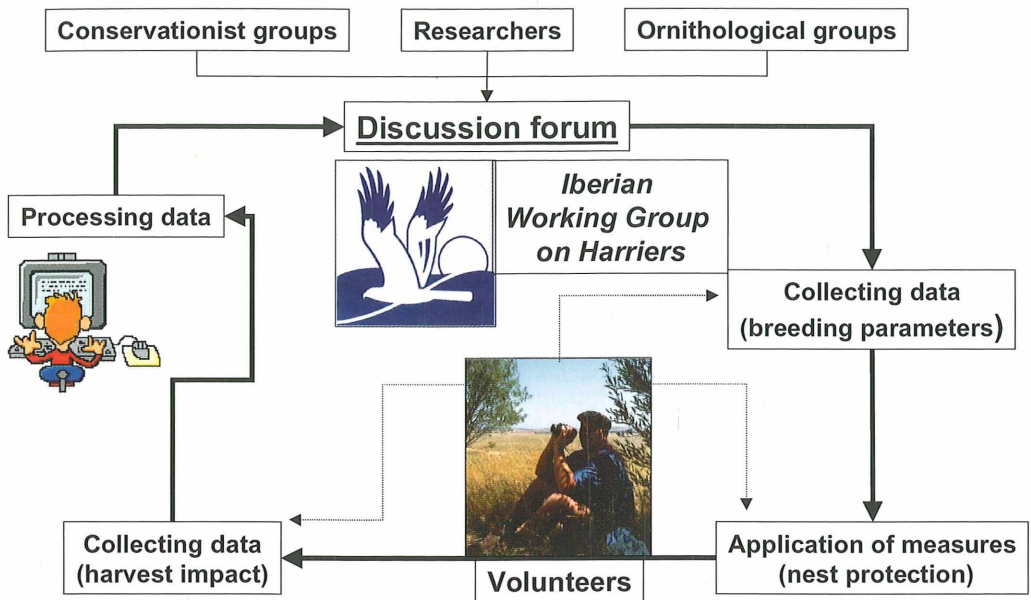 Conservationist groups
Researchers
Ornithological groups
Discussion forum
Iberian
Working Group
on Harriers
Processing data
Collecting data
(breeding parameters)
Collecting data
(harvest impact)
Volunteers
Application of measures
(nest protection)